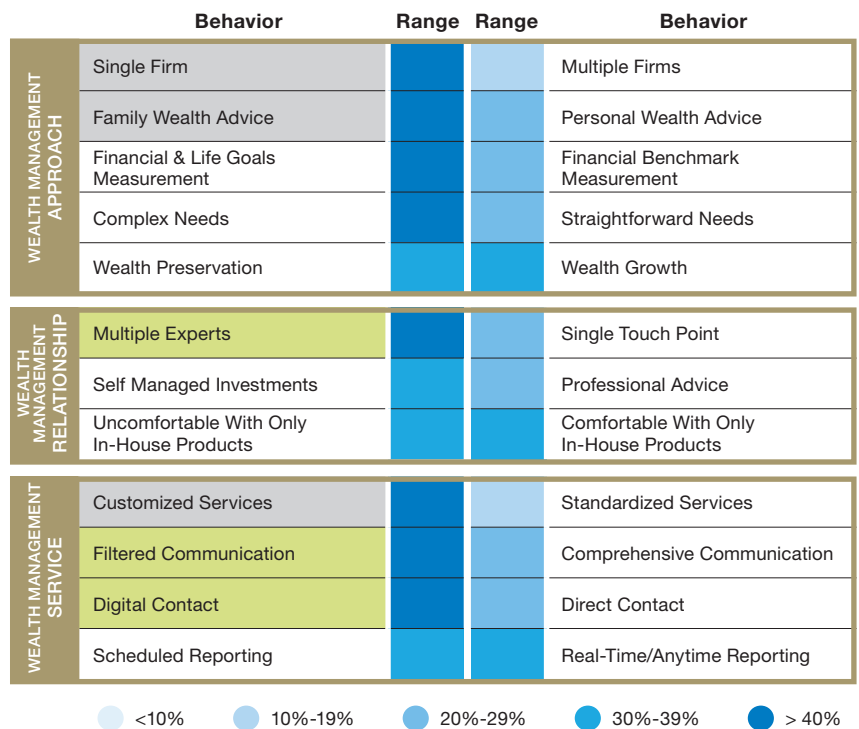 Behavior Range Range Behavior
WEALTH MANAGEMENT
APPROACH
Single Firm
Multiple Firms
Family Wealth Advice
Personal Wealth Advice
Financial & Life Goals
Measurement
Financial Benchmark
Measurement
Complex Needs
Straightforward Needs
Wealth Preservation
Wealth Growth
WEALTH
MANAGEMENT
RELATIONSHIP
Multiple Experts
Single Touch Point
Self Managed Investments
Professional Advice
Uncomfortable With Only
In-House Products
Comfortable With Only
In-House Products
WEALTH MANAGEMENT
SERVICE
Customized Services
Standardized Services
Filtered Communication
Comprehensive Communication
Digital Contact
Direct Contact
Scheduled Reporting
Real-Time/Anytime Reporting
<10% 10%-19% 20%-29% 30%-39% > 40%